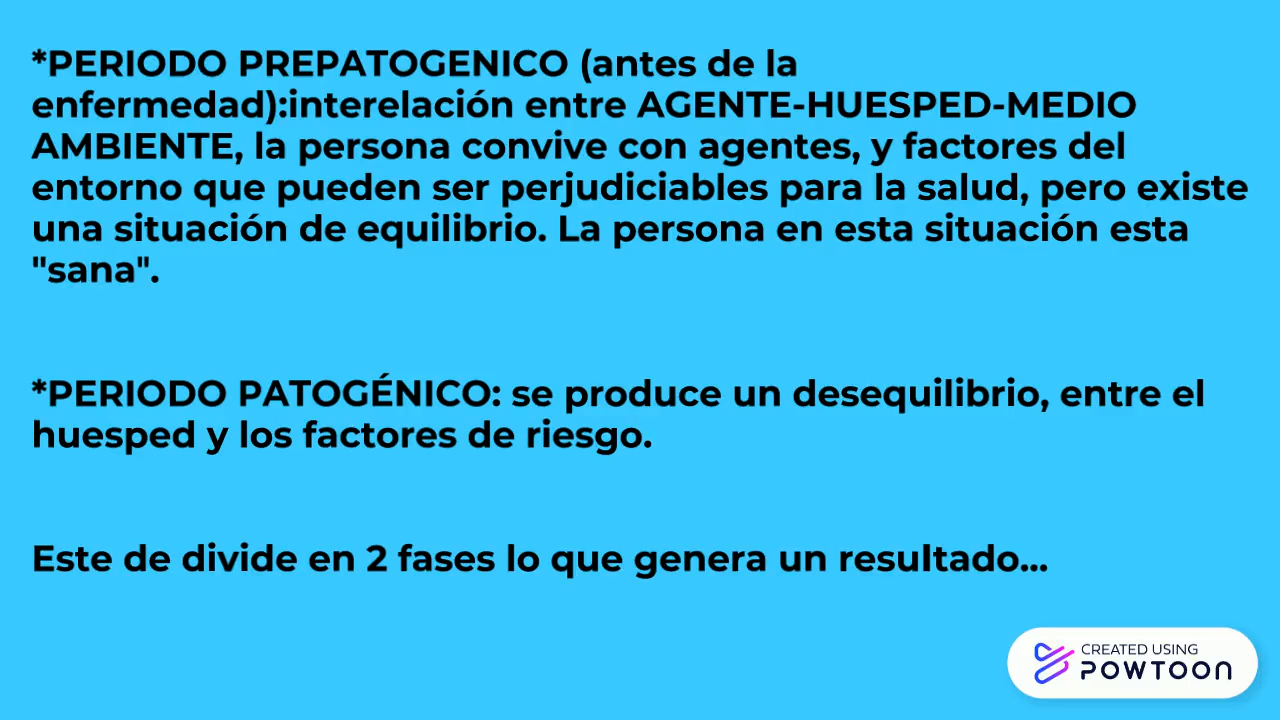 *PERIODO PREPATOGENICO (antes de la
enfermedad):interelación entre AGENTE-HUESPED-MEDIO
AMBIENTE, la persona convive con agentes, y factores del
entorno que pueden ser perjudiciables para la salud, pero existe
una situación de equilibrio. La persona en esta situación esta
"sana".
*PERIODO PATOGÉNICO: se produce un desequilibrio, entre el
huesped y los factores de riesgo.
Este de divide en 2 fases lo que genera un resultado...
CREATED USING
POWTOON